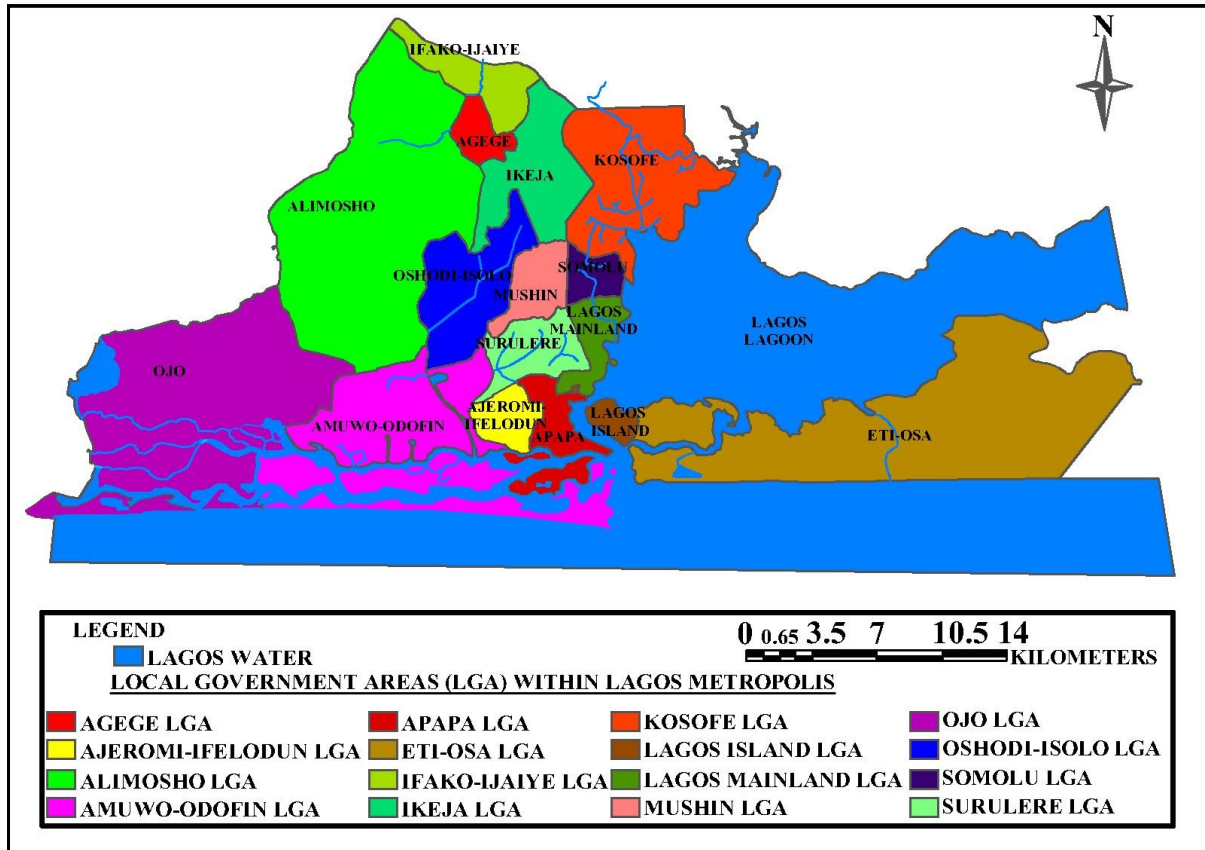 N
IFAKO-IJAIYE
AGEGE
KOSOFE
IKEJA
ALIMOSHO
OSHODI-ISOLO
SOMOLU
MUSHIN
LAGOS
MAINLAND
LAGOS
LAGOON
SURULERE
OJO
AJEROMI-
IFELODUN
LAGOS
ISLAND
AMUWO-ODOFIN
APAPA
ETI-OSA
LEGEND
0 0.65 3.5 7 10.5 14
KILOMETERS
LAGOS WATER
LOCAL GOVERNMENT AREAS (LGA) WITHIN LAGOS METROPOLIS
AGEGE LGA
AJEROMI-IFELODUN LGA
ALIMOSHO LGA
AMUWO-ODOFIN LGA
APAPA LGA
ETI-OSA LGA
IFAKO-IJAIYE LGA
IKEJA LGA
KOSOFE LGA
LAGOS ISLAND LGA
LAGOS MAINLAND LGA
MUSHIN LGA
OJO LGA
OSHODI-ISOLO LGA
SOMOLU LGA
SURULERE LGA